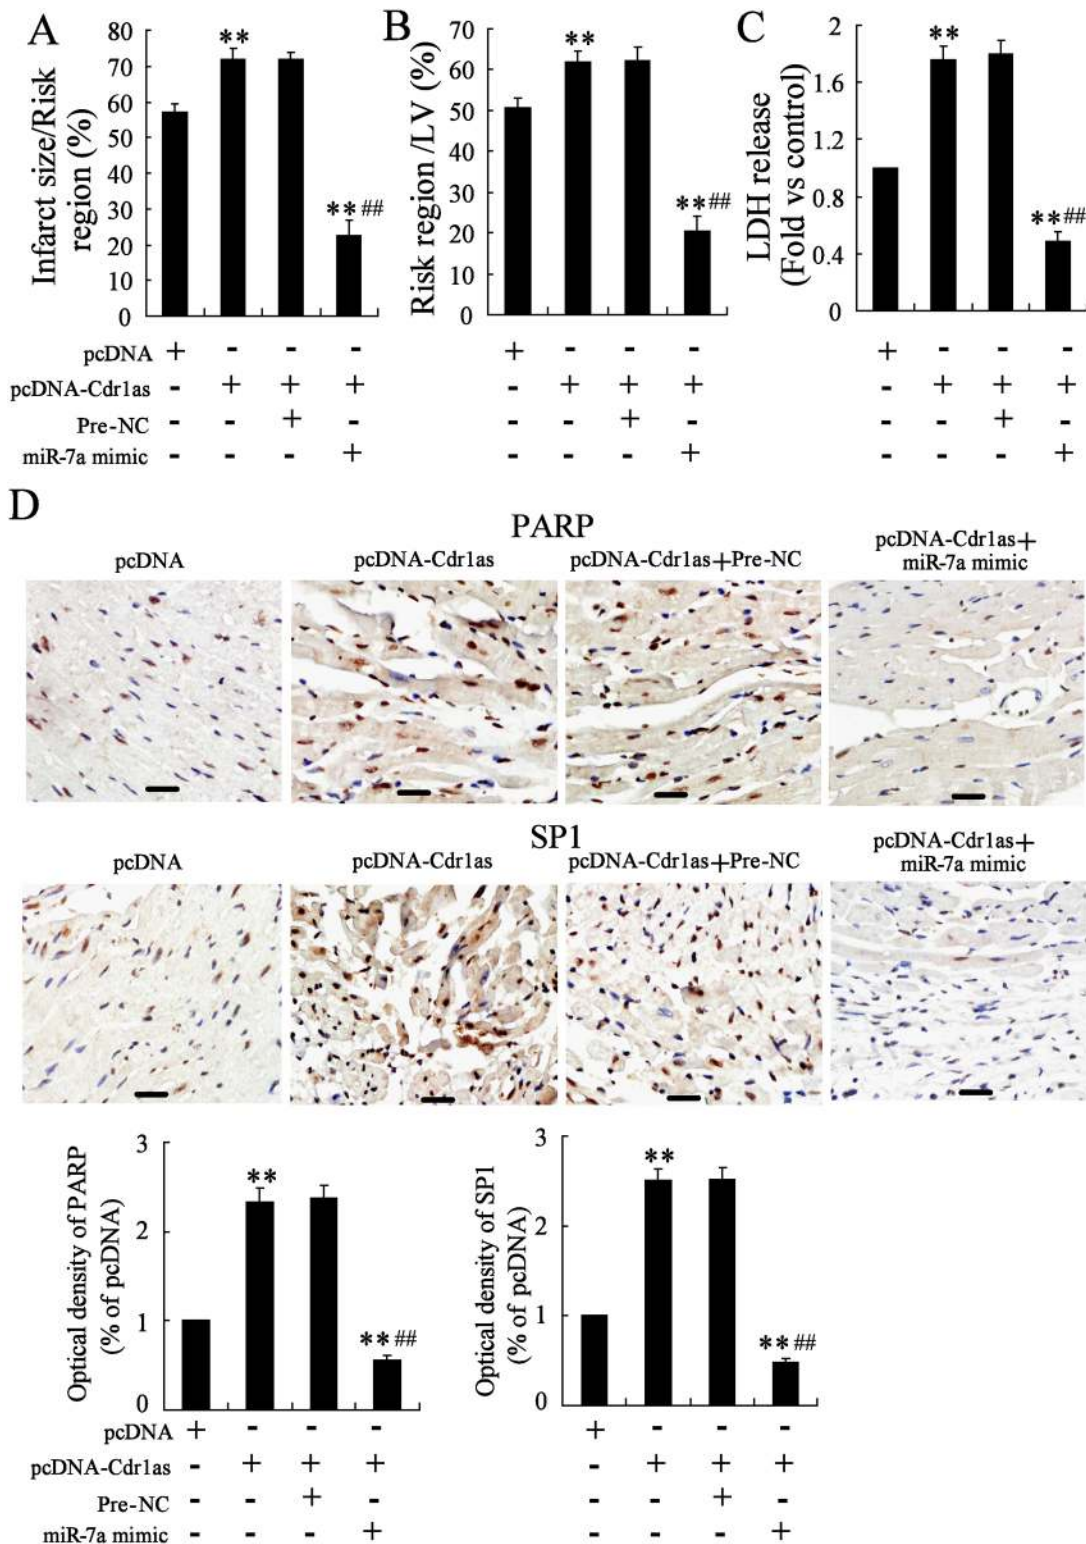 A
Infarct size/Risk
region (%)
80
70
60
50
40
30
20
10
0
**
**##
B
Risk region /LV (%)
70
60
50
40
30
20
10
0
**
**##
C
LDH release
(Fold vs control)
2
1.6
1.2
0.8
0.4
0
**
**##
pcDNA + - - - + - - - + - - -
pcDNA-Cdr1as - + + + - + + + - + + +
Pre-NC - - + - - - + - - - + -
miR-7a mimic - - - + - - - + - - - +
D
PARP
pcDNA
pcDNA-Cdr1as
pcDNA-Cdr1as+Pre-NC
pcDNA-Cdr1as+
miR-7a mimic
SP1
pcDNA
pcDNA-Cdr1as
pcDNA-Cdr1as+Pre-NC
pcDNA-Cdr1as+
miR-7a mimic
Optical density of PARP
(% of pcDNA)
3
2
1
0
**
**##
Optical density of SP1
(% of pcDNA)
3
2
1
0
**
**##
pcDNA + - - - + - - -
pcDNA-Cdr1as - + + + - + + +
Pre-NC - - + - - - + -
miR-7a mimic - - - + - - - +